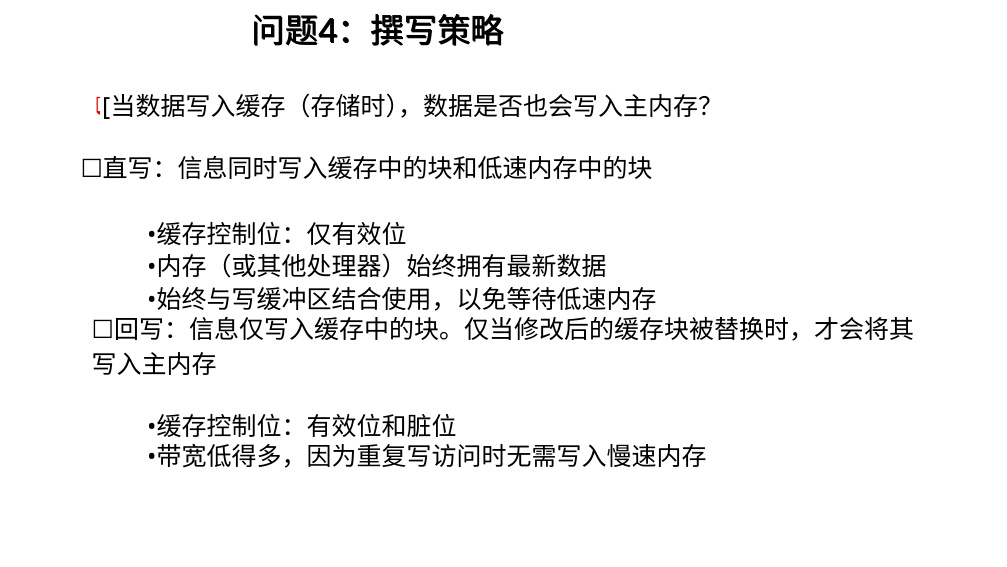 问题4：撰写策略
[当数据写入缓存（存储时），数据是否也会写入主内存？
☐直写：信息同时写入缓存中的块和低速内存中的块
•缓存控制位：仅有效位
•内存（或其他处理器）始终拥有最新数据
•始终与写缓冲区结合使用，以免等待低速内存
☐回写：信息仅写入缓存中的块。仅当修改后的缓存块被替换时，才会将其
写入主内存
•缓存控制位：有效位和脏位
•带宽低得多，因为重复写访问时无需写入慢速内存